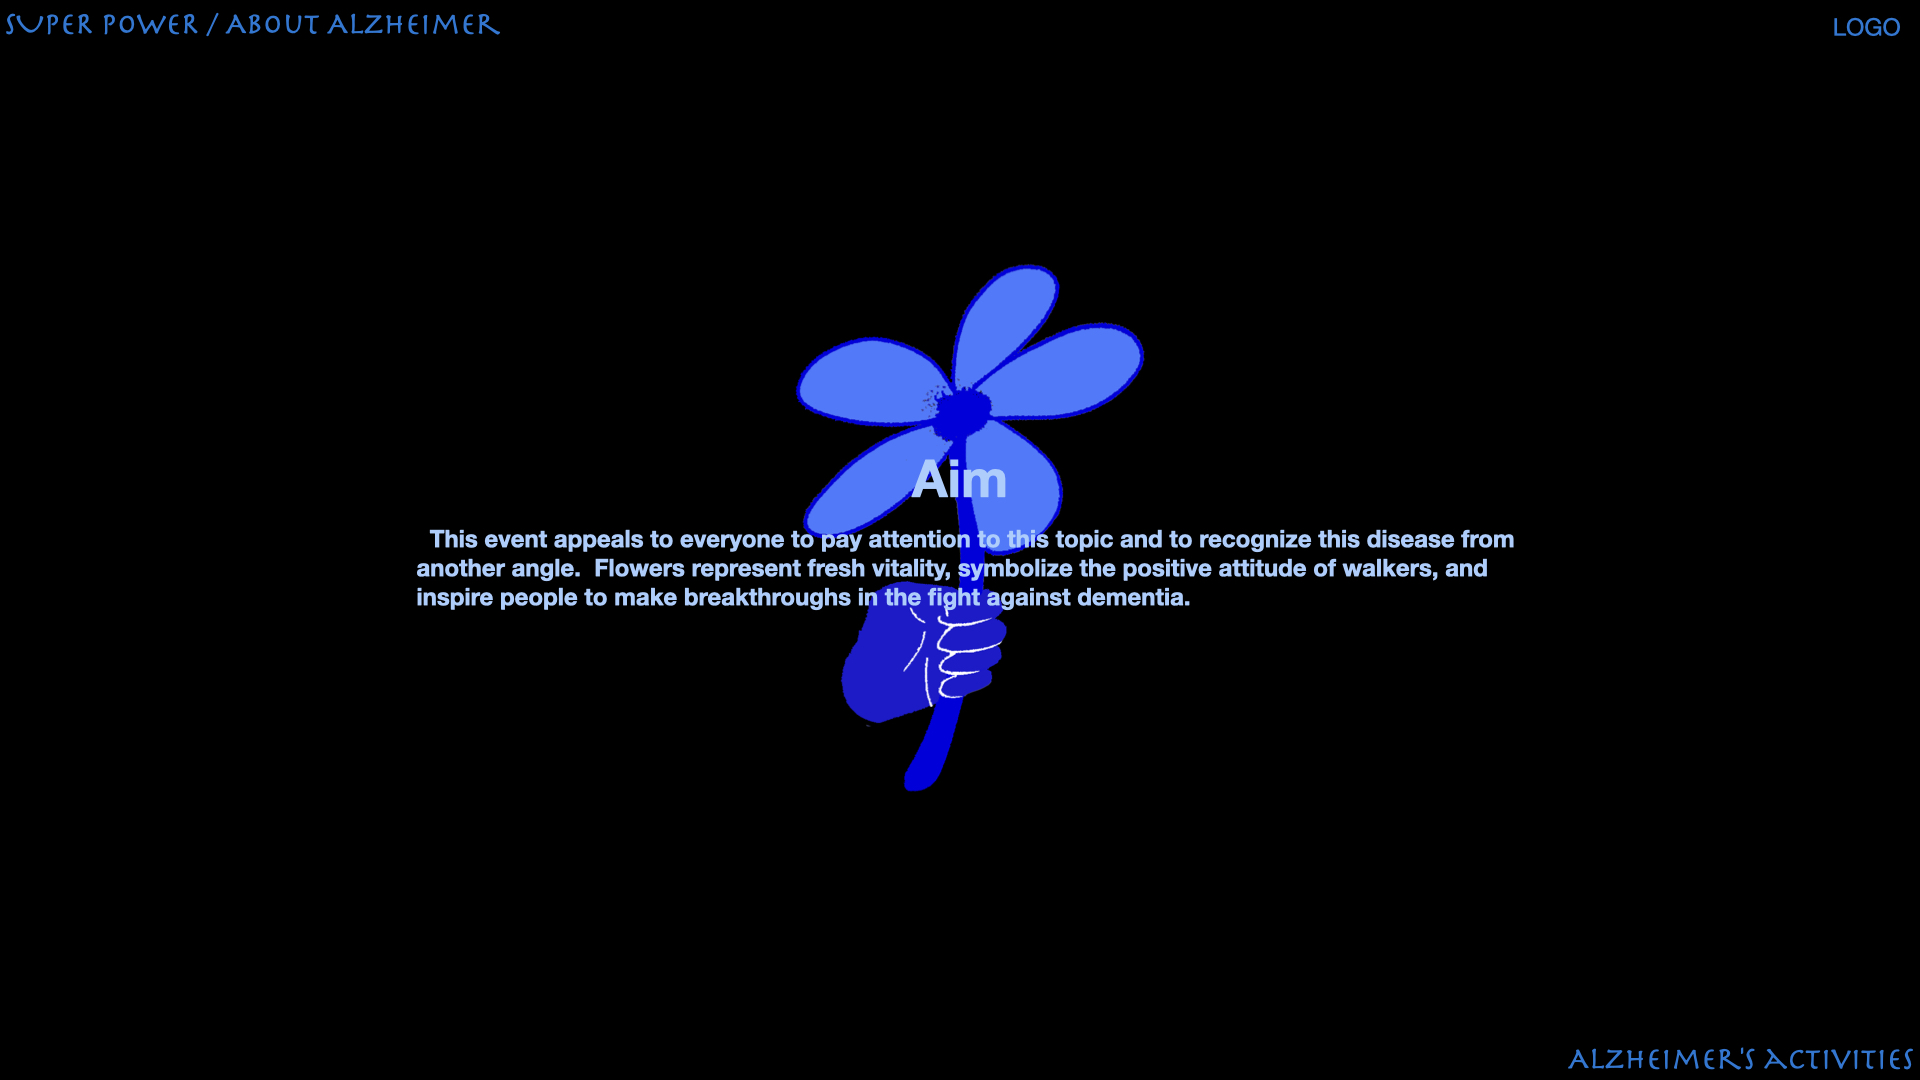 SUPER POWER / ABOUT ALZHEIMER
LOGO
Aim
This event appeals to everyone to pay attention to this topic and to recognize this disease from
another angle.  Flowers represent fresh vitality, symbolize the positive attitude of walkers, and
inspire people to make breakthroughs in the fight against dementia.
ALZHEIMER'S ACTIVITIES